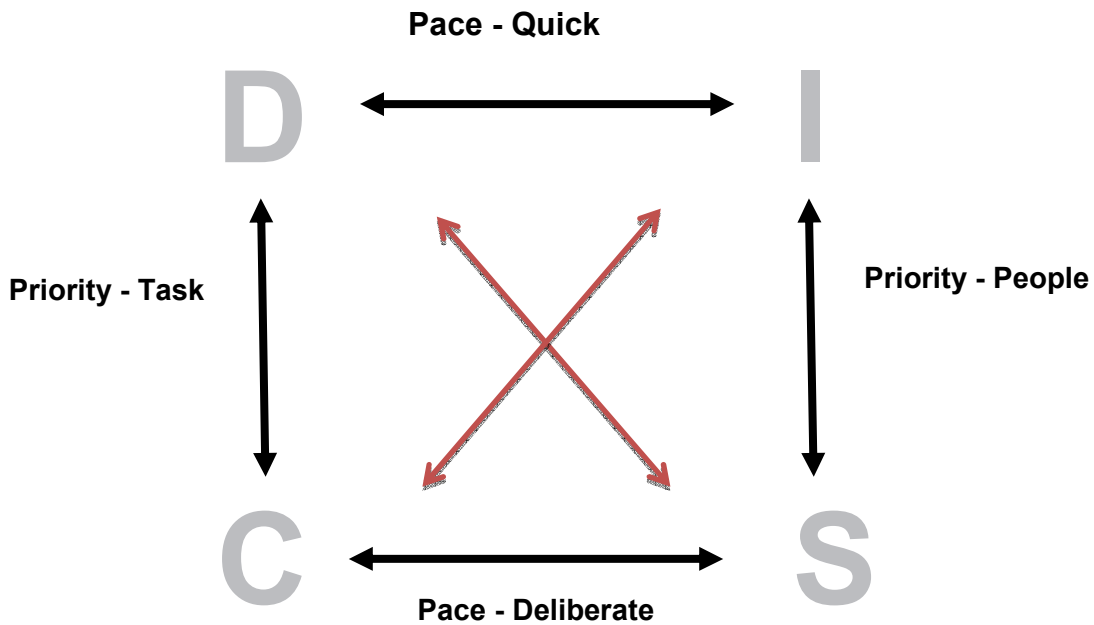 Pace - Quick
D
I
Priority - Task
Priority - People
C
S
Pace - Deliberate